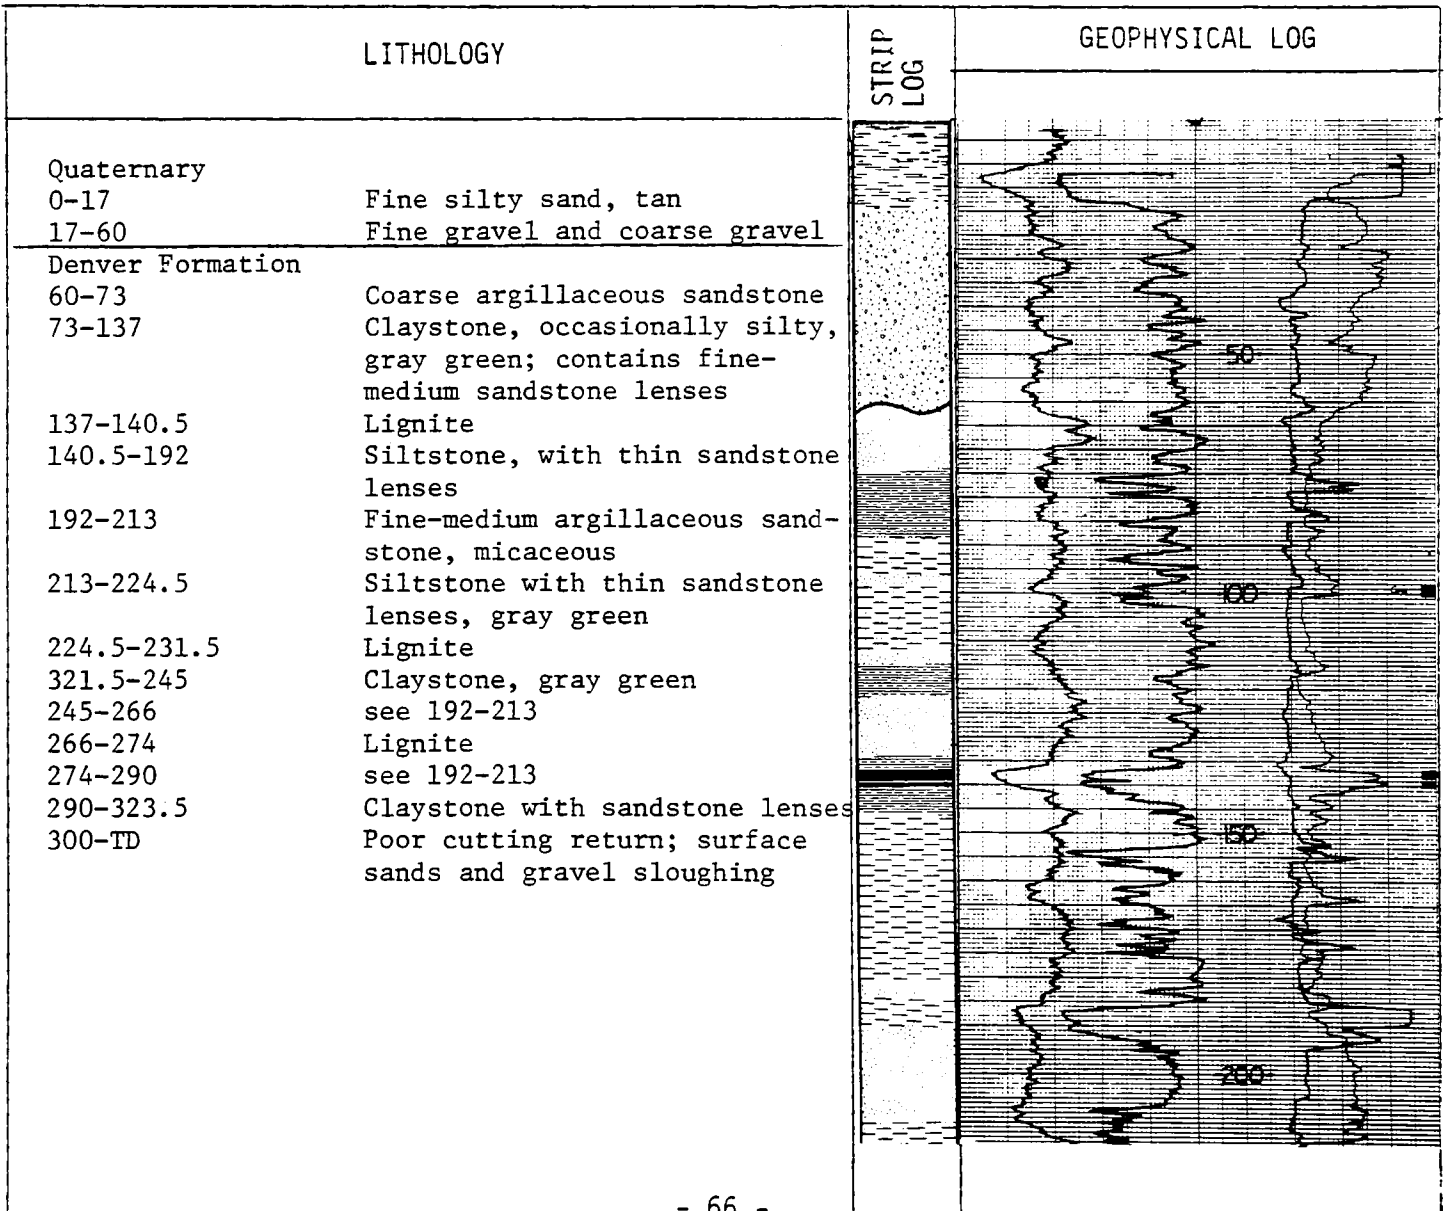 LITHOLOGY
STRIP LOG
GEOPHYSICAL LOG
Quaternary
0-17 Fine silty sand, tan
17-60 Fine gravel and coarse gravel
Denver Formation
60-73 Coarse argillaceous sandstone
73-137 Claystone, occasionally silty,
gray green; contains fine-
medium sandstone lenses
137-140.5 Lignite
140.5-192 Siltstone, with thin sandstone
lenses
192-213 Fine-medium argillaceous sand-
stone, micaceous
213-224.5 Siltstone with thin sandstone
lenses, gray green
224.5-231.5 Lignite
321.5-245 Claystone, gray green
245-266 see 192-213
266-274 Lignite
274-290 see 192-213
290-323.5 Claystone with sandstone lenses
300-TD Poor cutting return; surface
sands and gravel sloughing
50
100
150
200
- 66 -